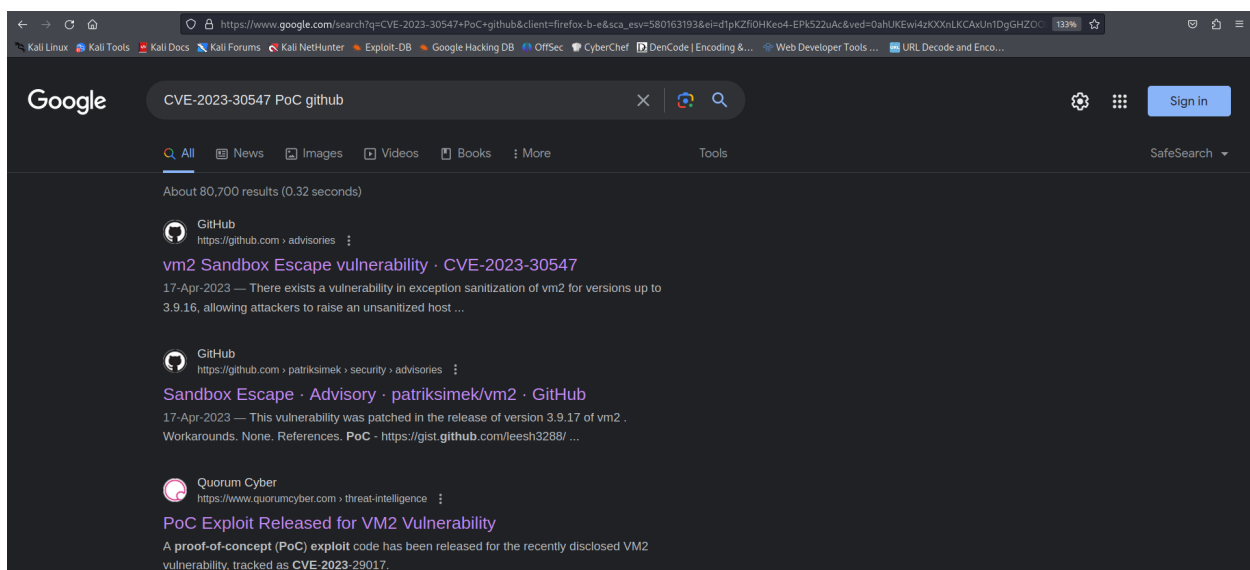 https://www.google.com/search?q=CVE-2023-30547+PoC+github&client=firefox-b-e&sca_esv=580163193&ei=d1pKZfi0HKeo4-EPk522uAc&ved=0ahUKEwi4zKXXnLKCAxUn1DgGHZOC 133%
Kali Linux Kali Tools Kali Docs Kali Forums Kali NetHunter Exploit-DB Google Hacking DB OffSec CyberChef DenCode | Encoding &... Web Developer Tools ... URL Decode and Enco...
Google CVE-2023-30547 PoC github Sign in
All News Images Videos Books More Tools SafeSearch
About 80,700 results (0.32 seconds)
GitHub
https://github.com › advisories
vm2 Sandbox Escape vulnerability · CVE-2023-30547
17-Apr-2023 — There exists a vulnerability in exception sanitization of vm2 for versions up to
3.9.16, allowing attackers to raise an unsanitized host ...
GitHub
https://github.com › patriksimek › security › advisories
Sandbox Escape · Advisory · patriksimek/vm2 · GitHub
17-Apr-2023 — This vulnerability was patched in the release of version 3.9.17 of vm2 .
Workarounds. None. References. PoC - https://gist.github.com/leesh3288/ ...
Quorum Cyber
https://www.quorumcyber.com › threat-intelligence
PoC Exploit Released for VM2 Vulnerability
A proof-of-concept (PoC) exploit code has been released for the recently disclosed VM2
vulnerability, tracked as CVE-2023-29017.